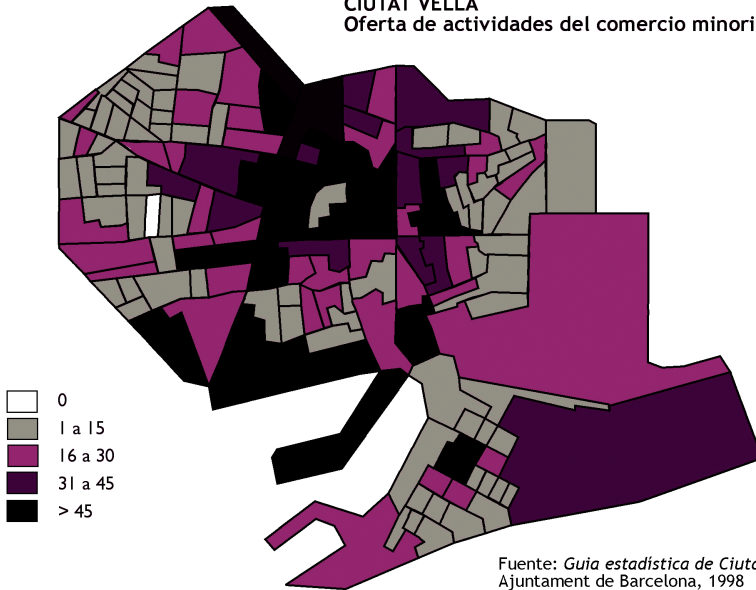 CIUTAT VELLA
Oferta de actividades del comercio minori
0
1 a 15
16 a 30
31 a 45
> 45
Fuente: Guia estadística de Ciuta
Ajuntament de Barcelona, 1998